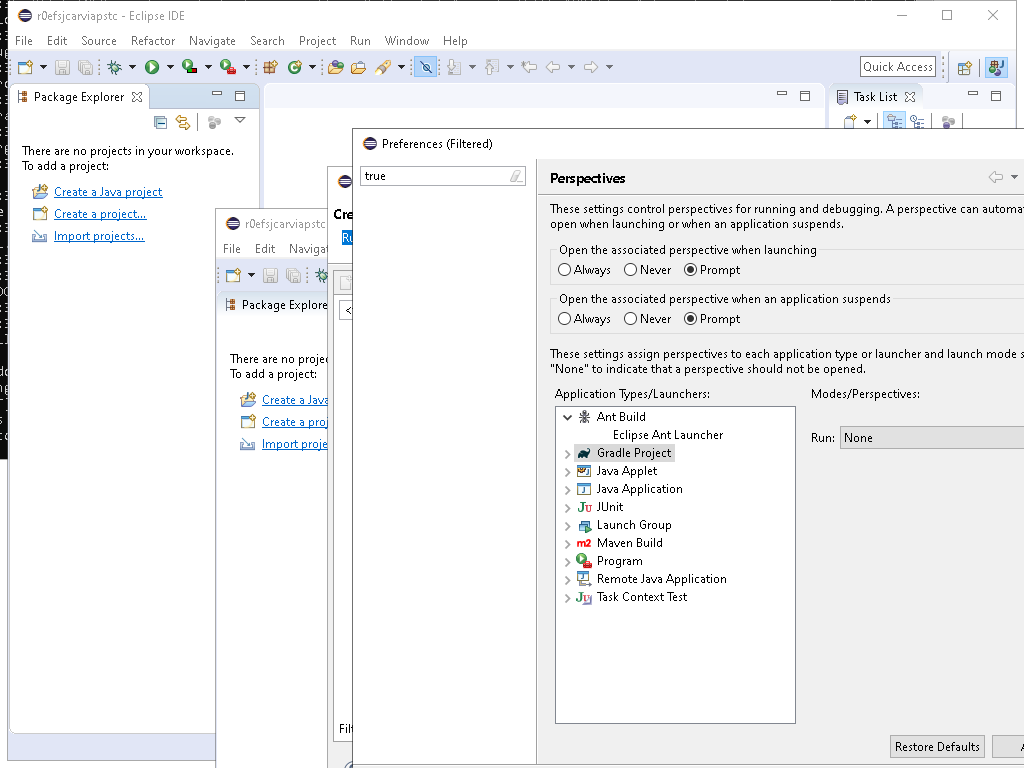 r0efsjcarviapstc - Eclipse IDE
File Edit Source Refactor Navigate Search Project Run Window Help
Quick Access
Package Explorer
Task List
There are no projects in your workspace.
To add a project:
Create a Java project
Create a project...
Import projects...
r0efsjcarviapstc
File Edit Navigat
Package Explore
There are no projec
To add a project:
Create a Java
Create a proj
Import proje
Cre
Ru
<
Filt
Preferences (Filtered)
true
Perspectives
These settings control perspectives for running and debugging. A perspective can automa
open when launching or when an application suspends.
Open the associated perspective when launching
Always Never Prompt
Open the associated perspective when an application suspends
Always Never Prompt
These settings assign perspectives to each application type or launcher and launch mode s
"None" to indicate that a perspective should not be opened.
Application Types/Launchers:
Modes/Perspectives:
Ant Build
Eclipse Ant Launcher
Gradle Project
Java Applet
Java Application
JUnit
Launch Group
Maven Build
Program
Remote Java Application
Task Context Test
Run: None
Restore Defaults
A